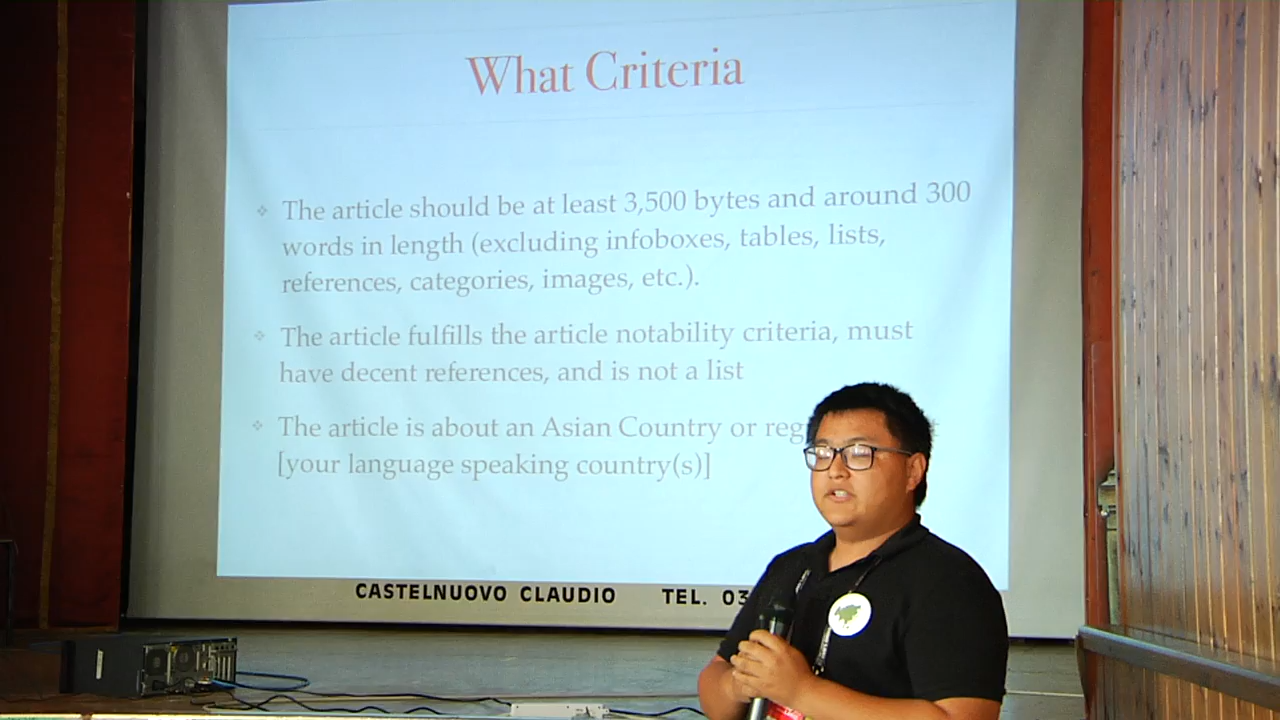 What Criteria
The article should be at least 3,500 bytes and around 300
words in length (excluding infoboxes, tables, lists,
references, categories, images, etc.).
The article fulfills the article notability criteria, must
have decent references, and is not a list
The article is about an Asian Country or
[your language speaking country(s)]
CASTELNUOVO CLAUDIO TEL.